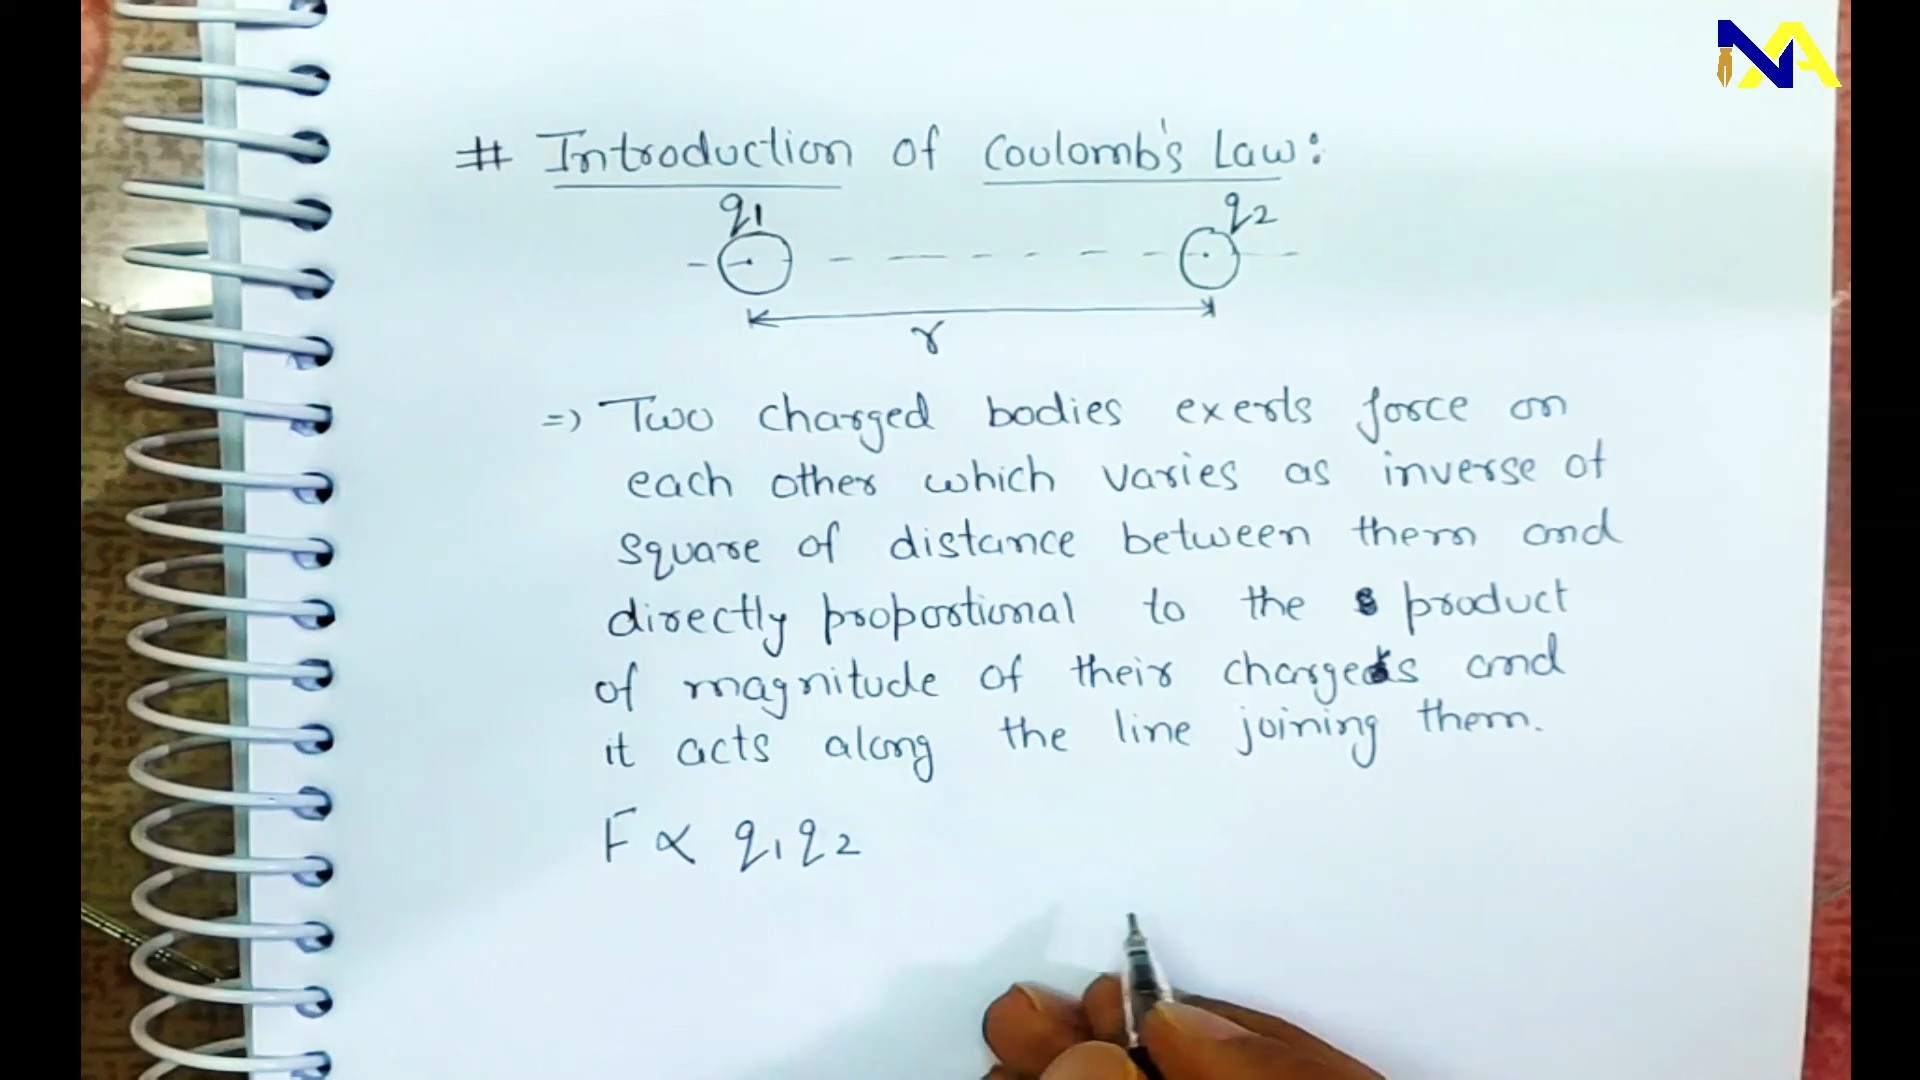 NA
# Introduction of Coulomb's Law:
q1 q2
r
=> Two charged bodies exerts force on
each other which varies as inverse of
square of distance between them and
directly proportional to the product
of magnitude of their charges and
it acts along the line joining them.
F ∝ q1q2